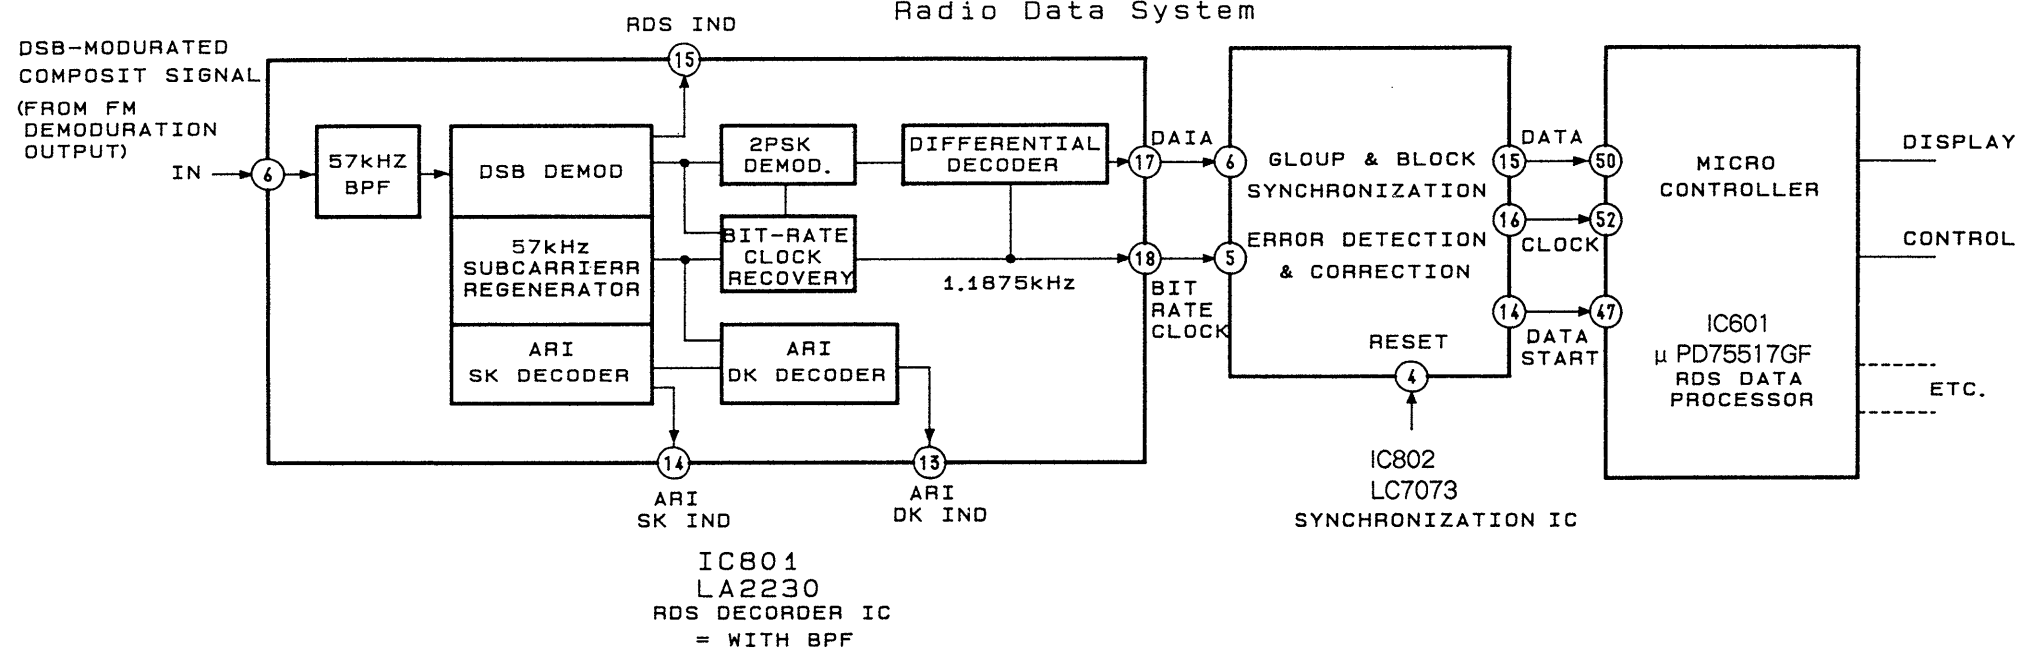 Radio Data System
RDS IND
DSB-MODURATED
COMPOSIT SIGNAL
(FROM FM
DEMODURATION
OUTPUT)
IN
6
57kHZ
BPF
DSB DEMOD
57kHz
SUBCARRIERR
REGENERATOR
ARI
SK DECODER
15
2PSK
DEMOD.
BIT-RATE
CLOCK
RECOVERY
ARI
DK DECODER
DIFFERENTIAL
DECODER
1.1875kHz
14
ARI
SK IND
13
ARI
DK IND
17
DAIA
18
BIT
RATE
CLOCK
IC801
LA2230
RDS DECORDER IC
= WITH BPF
6
5
GLOUP & BLOCK
SYNCHRONIZATION
ERROR DETECTION
& CORRECTION
RESET
4
IC802
LC7073
SYNCHRONIZATION IC
15
DATA
50
16
CLOCK
52
14
DATA
START
47
MICRO
CONTROLLER
IC601
μ PD75517GF
RDS DATA
PROCESSOR
DISPLAY
CONTROL
ETC.